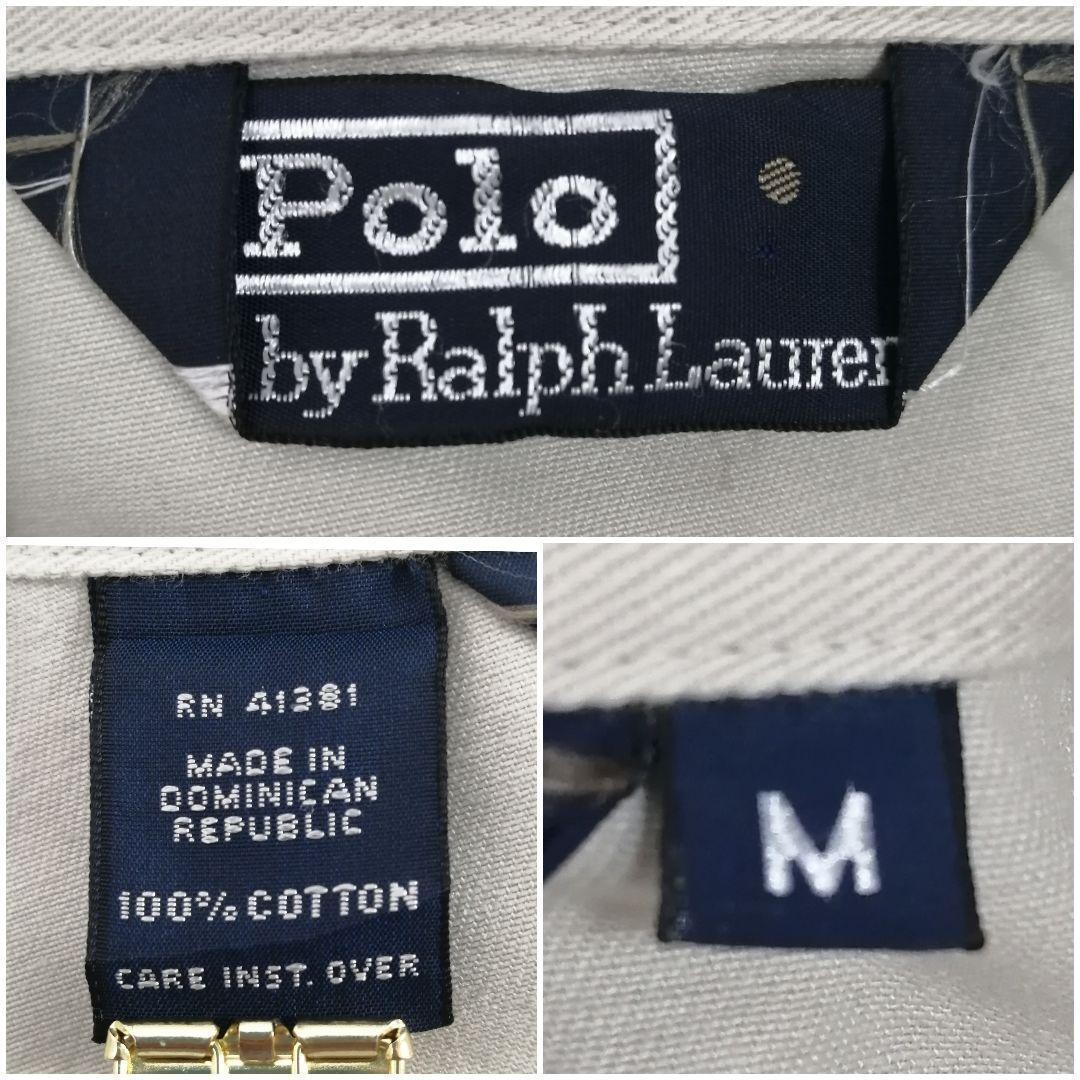 Polo
by Ralph Lauren
RN 41381
MADE IN
DOMINICAN
REPUBLIC
100% COTTON
CARE INST. OVER
M